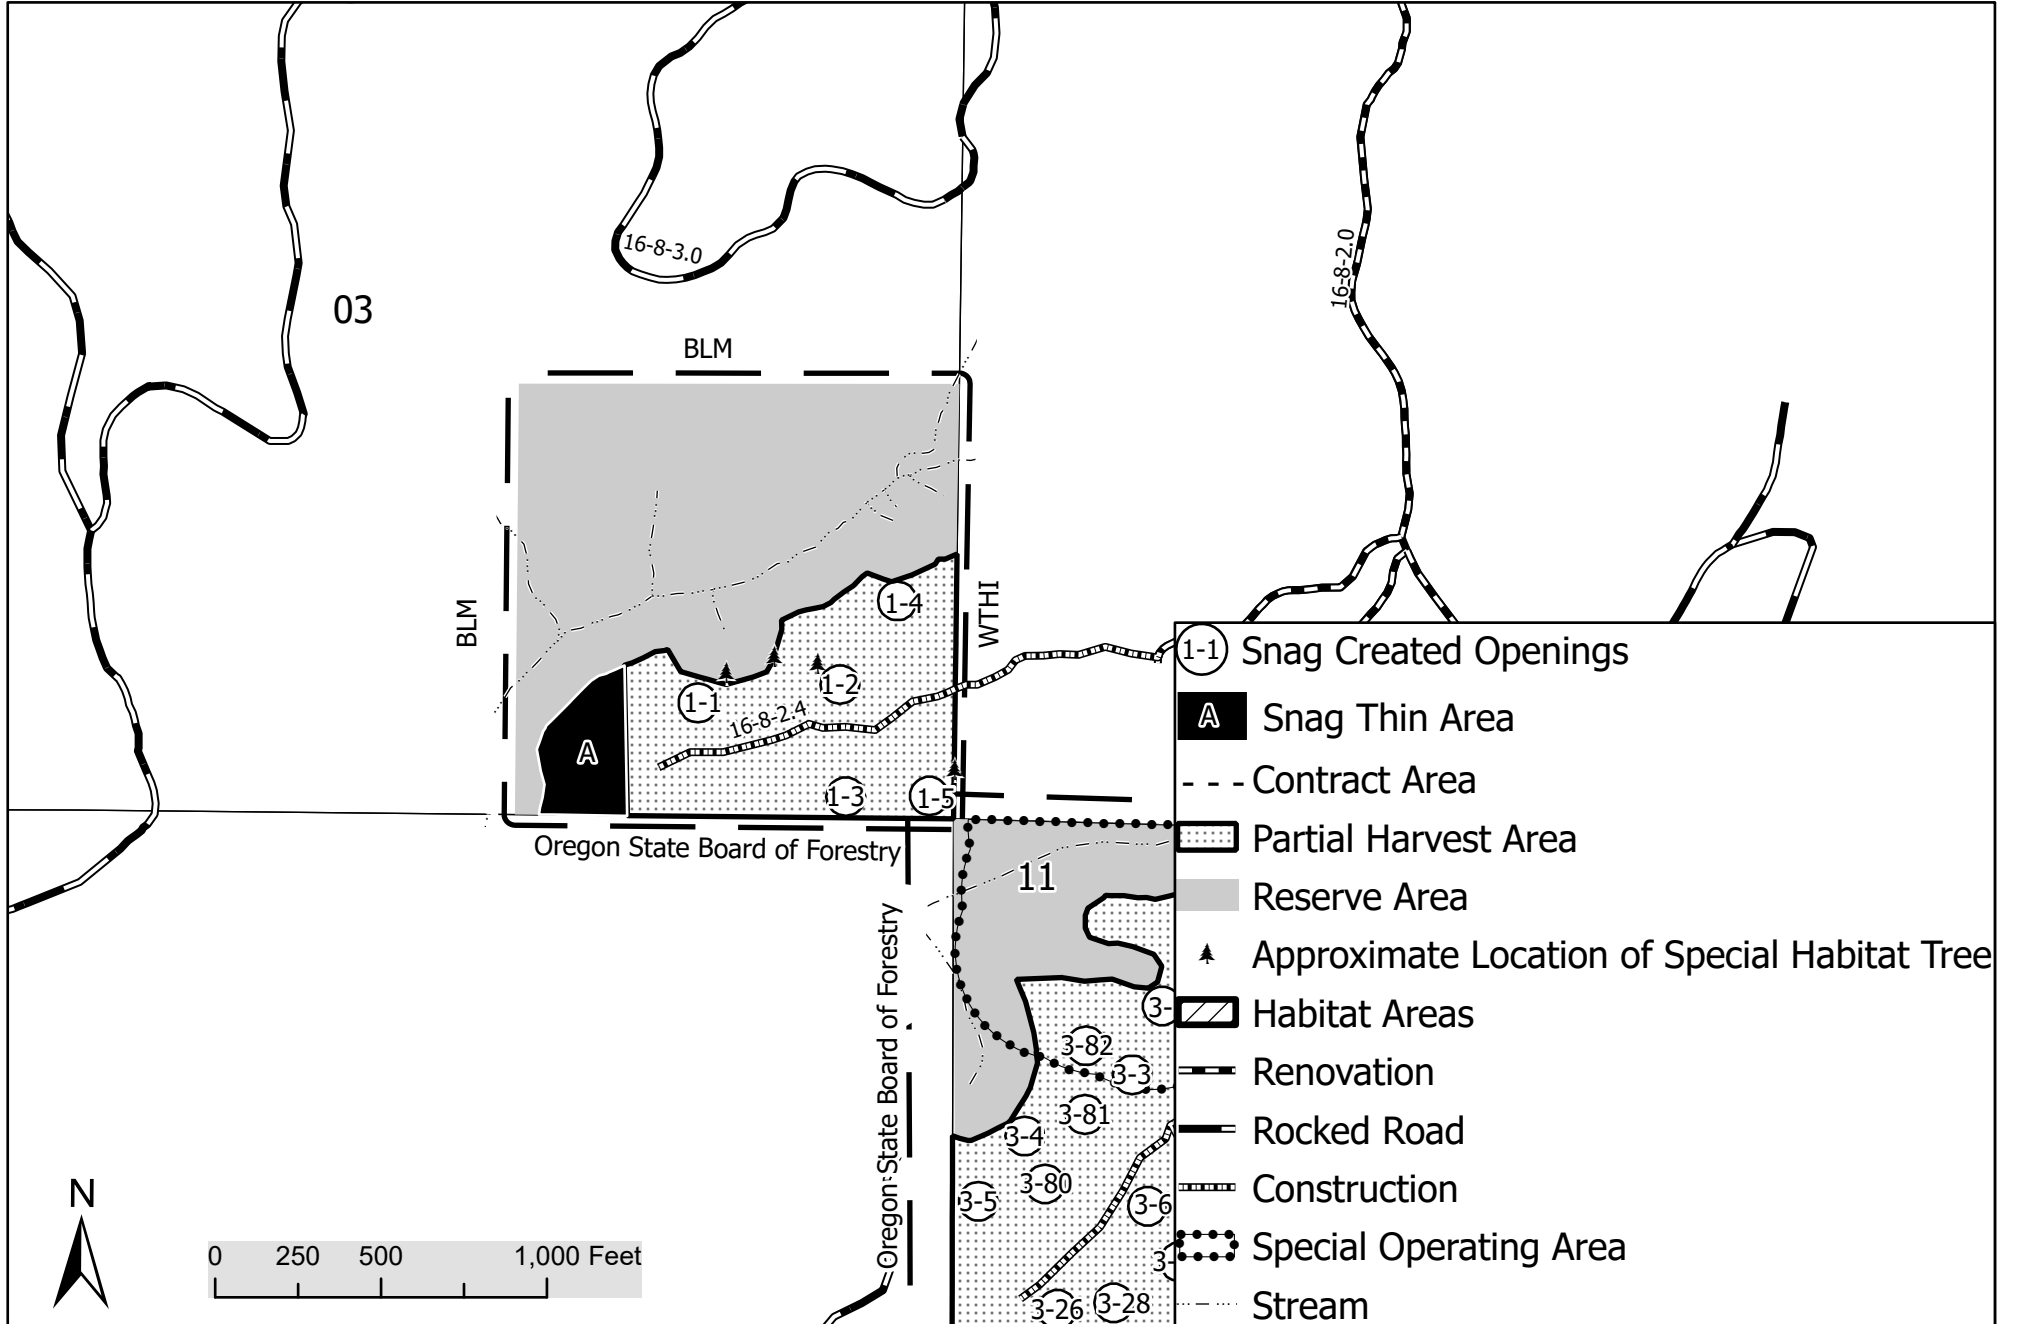 16-8-3.0
16-8-2.0
03
BLM
BLM
WTHI
1-4
1-2
1-1
16-8-2.4
A
1-3
1-5
Oregon State Board of Forestry
Oregon State Board of Forestry
11
3-
3-82
3-3
3-81
3-4
3-80
3-5
3-6
3-
3-26
3-28
1-1 Snag Created Openings
A Snag Thin Area
Contract Area
Partial Harvest Area
Reserve Area
Approximate Location of Special Habitat Tree
Habitat Areas
Renovation
Rocked Road
Construction
Special Operating Area
Stream
N
0 250 500 1,000 Feet